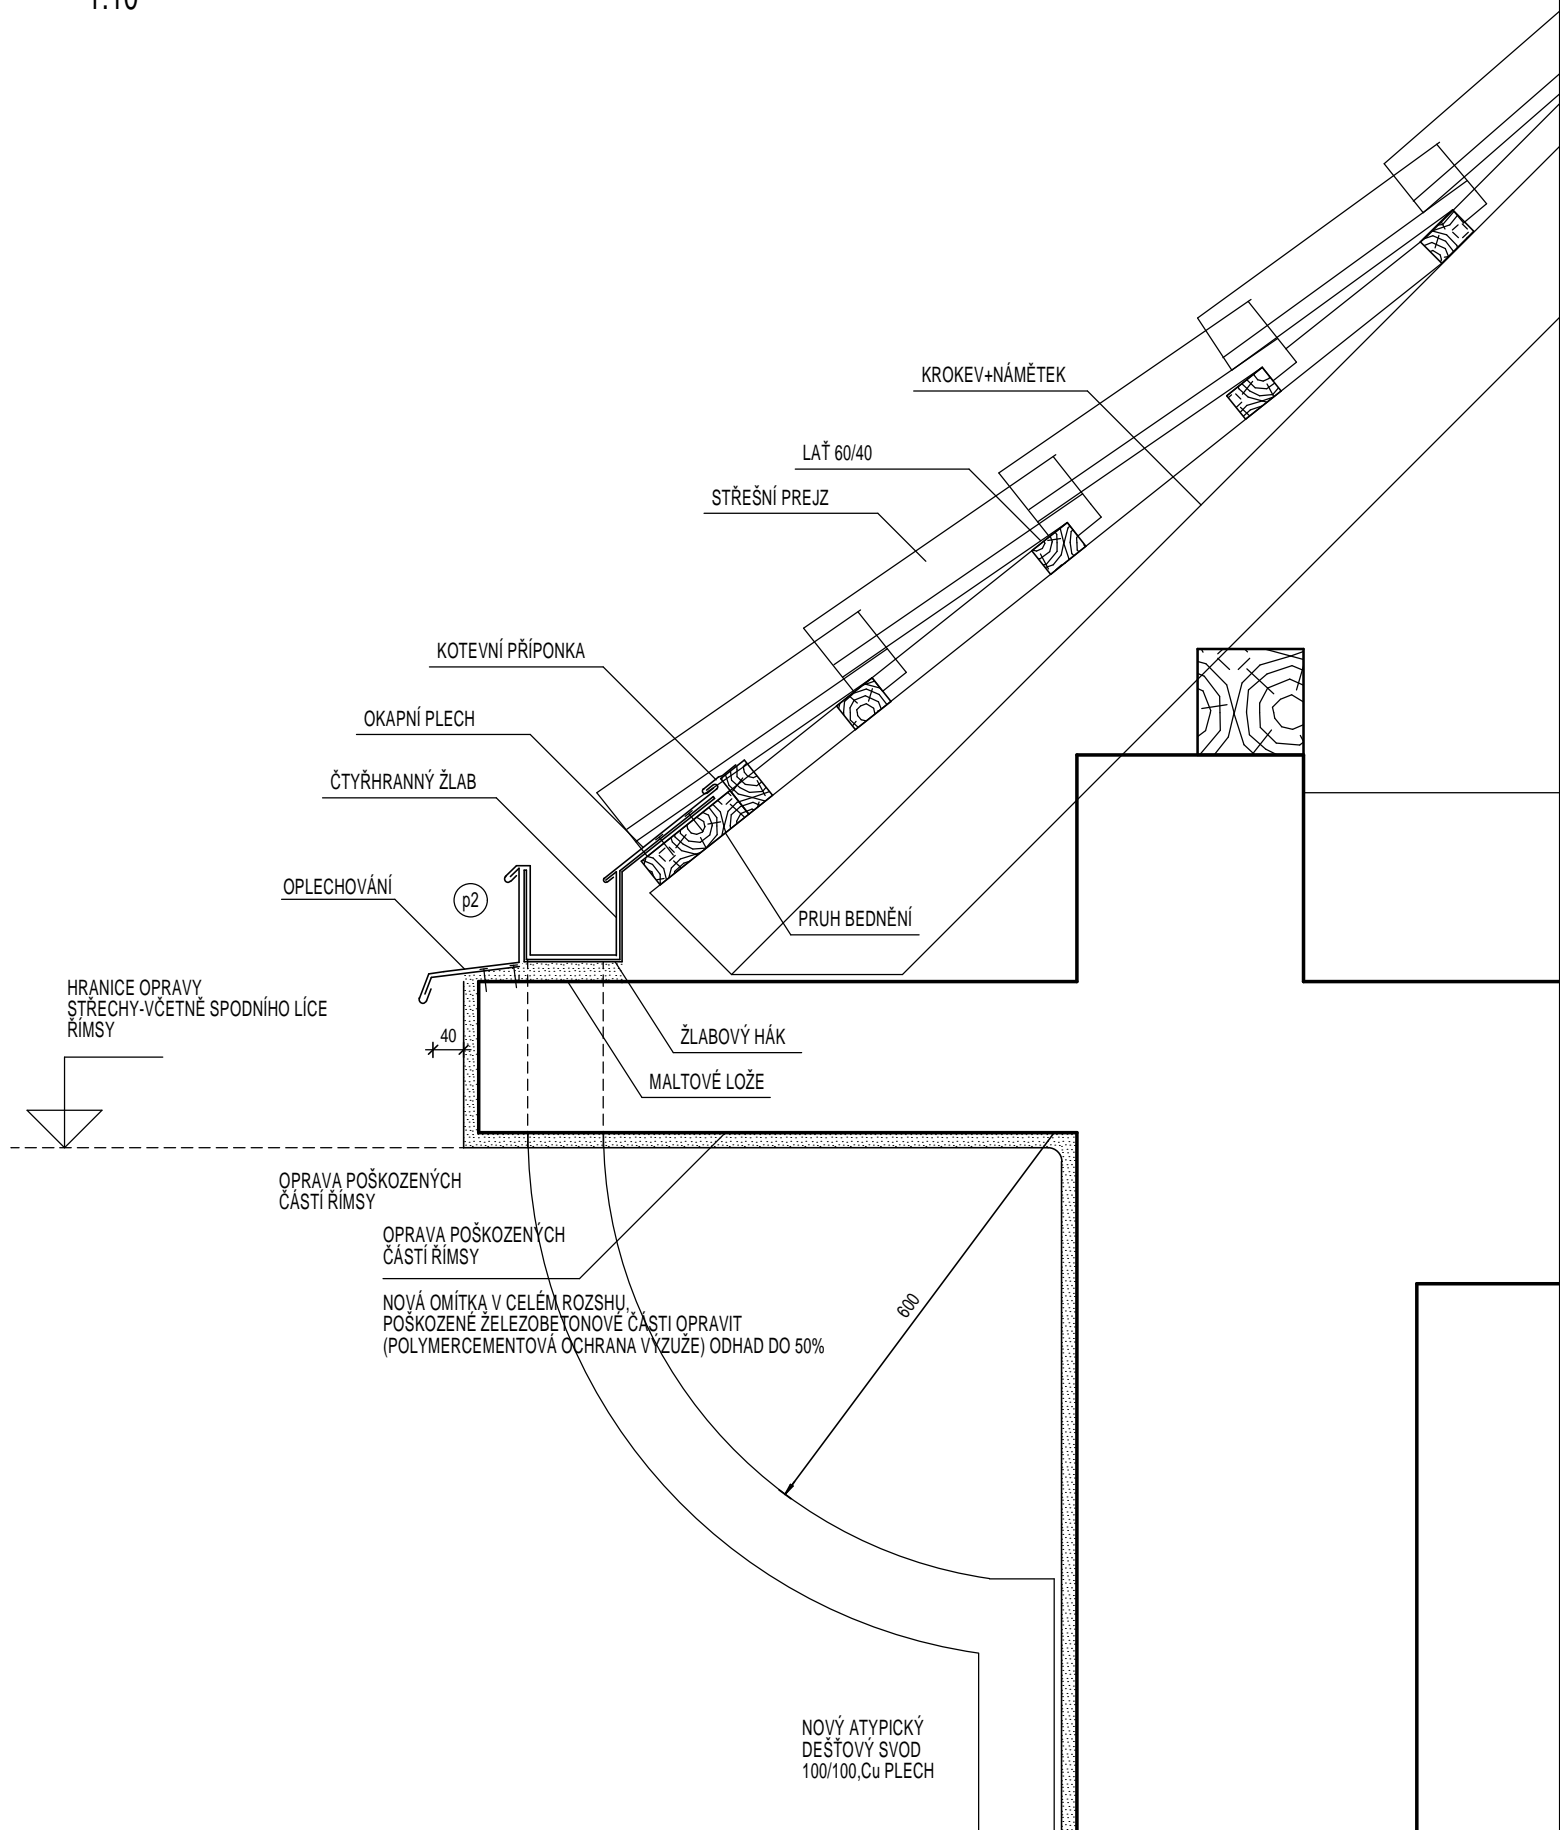 1:10
KROKEV+NÁMĚTEK
LAŤ 60/40
STŘEŠNÍ PREJZ
KOTEVNÍ PŘÍPONKA
OKAPNÍ PLECH
ČTYŘHRANNÝ ŽLAB
OPLECHOVÁNÍ
p2
PRUH BEDNĚNÍ
HRANICE OPRAVY
STŘECHY-VČETNĚ SPODNÍHO LÍCE
ŘÍMSY
40
ŽLABOVÝ HÁK
MALTOVÉ LOŽE
OPRAVA POŠKOZENÝCH
ČÁSTÍ ŘÍMSY
OPRAVA POŠKOZENÝCH
ČÁSTÍ ŘÍMSY
NOVÁ OMÍTKA V CELÉM ROZSHU,
POŠKOZENÉ ŽELEZOBETONOVÉ ČÁSTI OPRAVIT
(POLYMERCEMENTOVÁ OCHRANA VÝZUŽE) ODHAD DO 50%
600
NOVÝ ATYPICKÝ
DEŠŤOVÝ SVOD
100/100,Cu PLECH